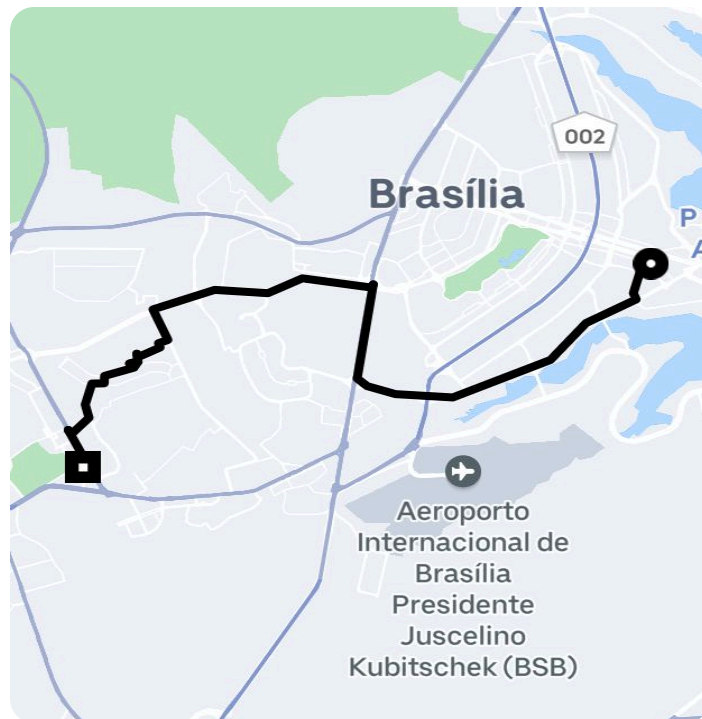 002
Brasília
P
A
Aeroporto
Internacional de
Brasília
Presidente
Juscelino
Kubitschek (BSB)